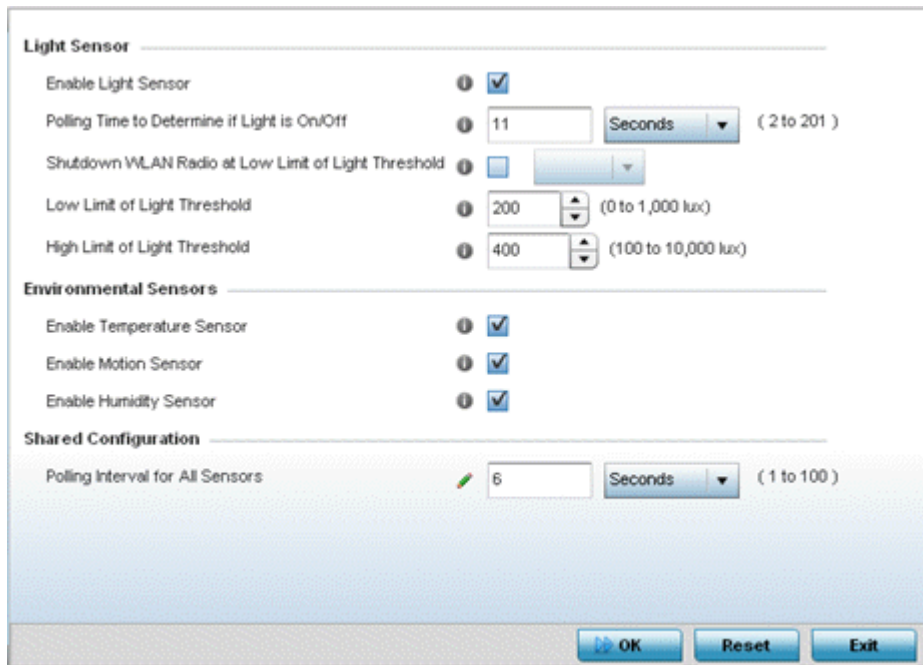 Light Sensor
Enable Light Sensor
Polling Time to Determine if Light is On/Off 11 Seconds ( 2 to 201 )
Shutdown WLAN Radio at Low Limit of Light Threshold
Low Limit of Light Threshold 200 (0 to 1,000 lux)
High Limit of Light Threshold 400 (100 to 10,000 lux)
Environmental Sensors
Enable Temperature Sensor
Enable Motion Sensor
Enable Humidity Sensor
Shared Configuration
Polling Interval for All Sensors 6 Seconds ( 1 to 100 )
OK Reset Exit